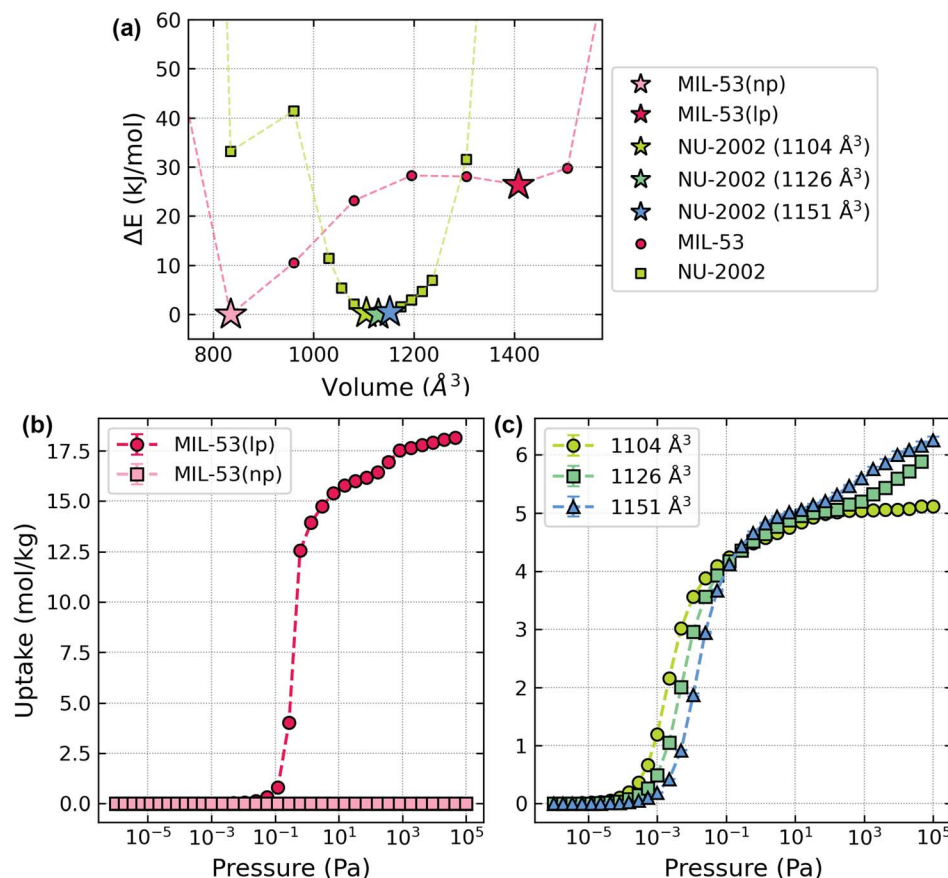 (a)
60
50
40
30
20
10
0
ΔE (kJ/mol)
800 1000 1200 1400
Volume (Å³)
MIL-53(np)
MIL-53(lp)
NU-2002 (1104 Å³)
NU-2002 (1126 Å³)
NU-2002 (1151 Å³)
MIL-53
NU-2002
(b)
MIL-53(lp)
MIL-53(np)
17.5
15.0
12.5
10.0
7.5
5.0
2.5
0.0
Uptake (mol/kg)
10⁻⁵ 10⁻³ 10⁻¹ 10¹ 10³ 10⁵
Pressure (Pa)
(c)
1104 Å³
1126 Å³
1151 Å³
6
5
4
3
2
1
0
10⁻⁵ 10⁻³ 10⁻¹ 10¹ 10³ 10⁵
Pressure (Pa)